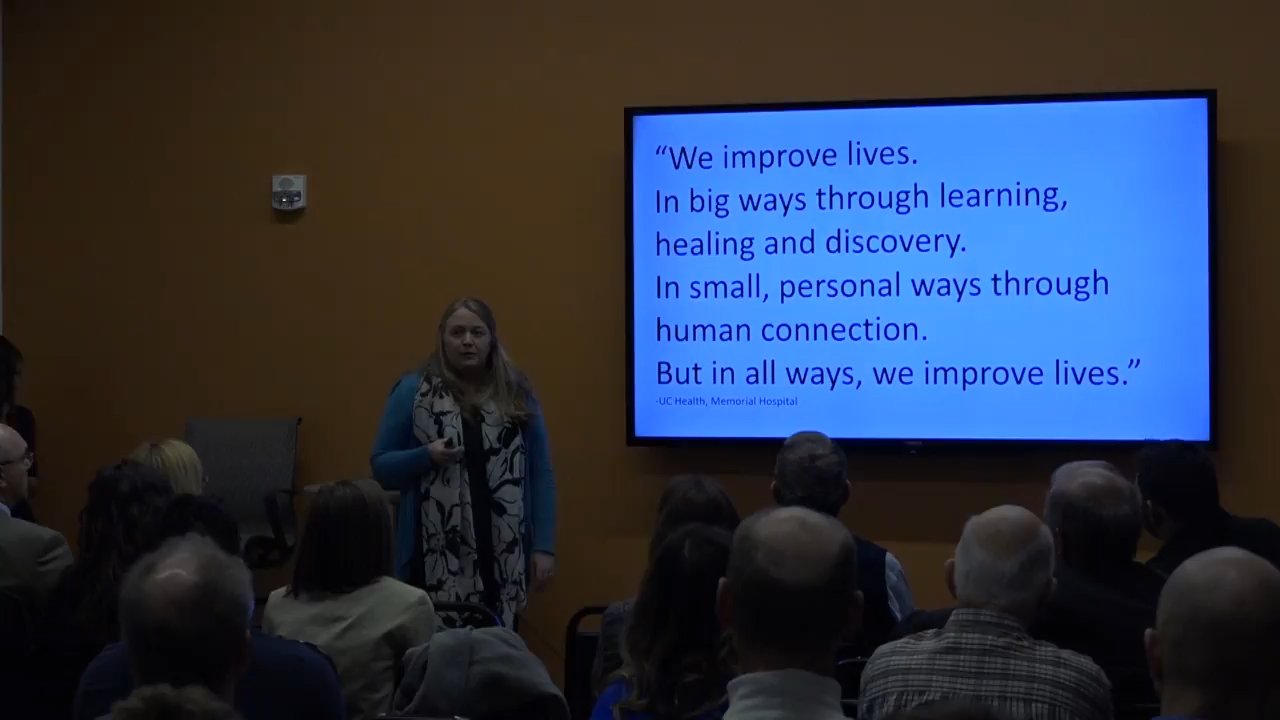 “We improve lives.
In big ways through learning,
healing and discovery.
In small, personal ways through
human connection.
But in all ways, we improve lives.”
-UC Health, Memorial Hospital